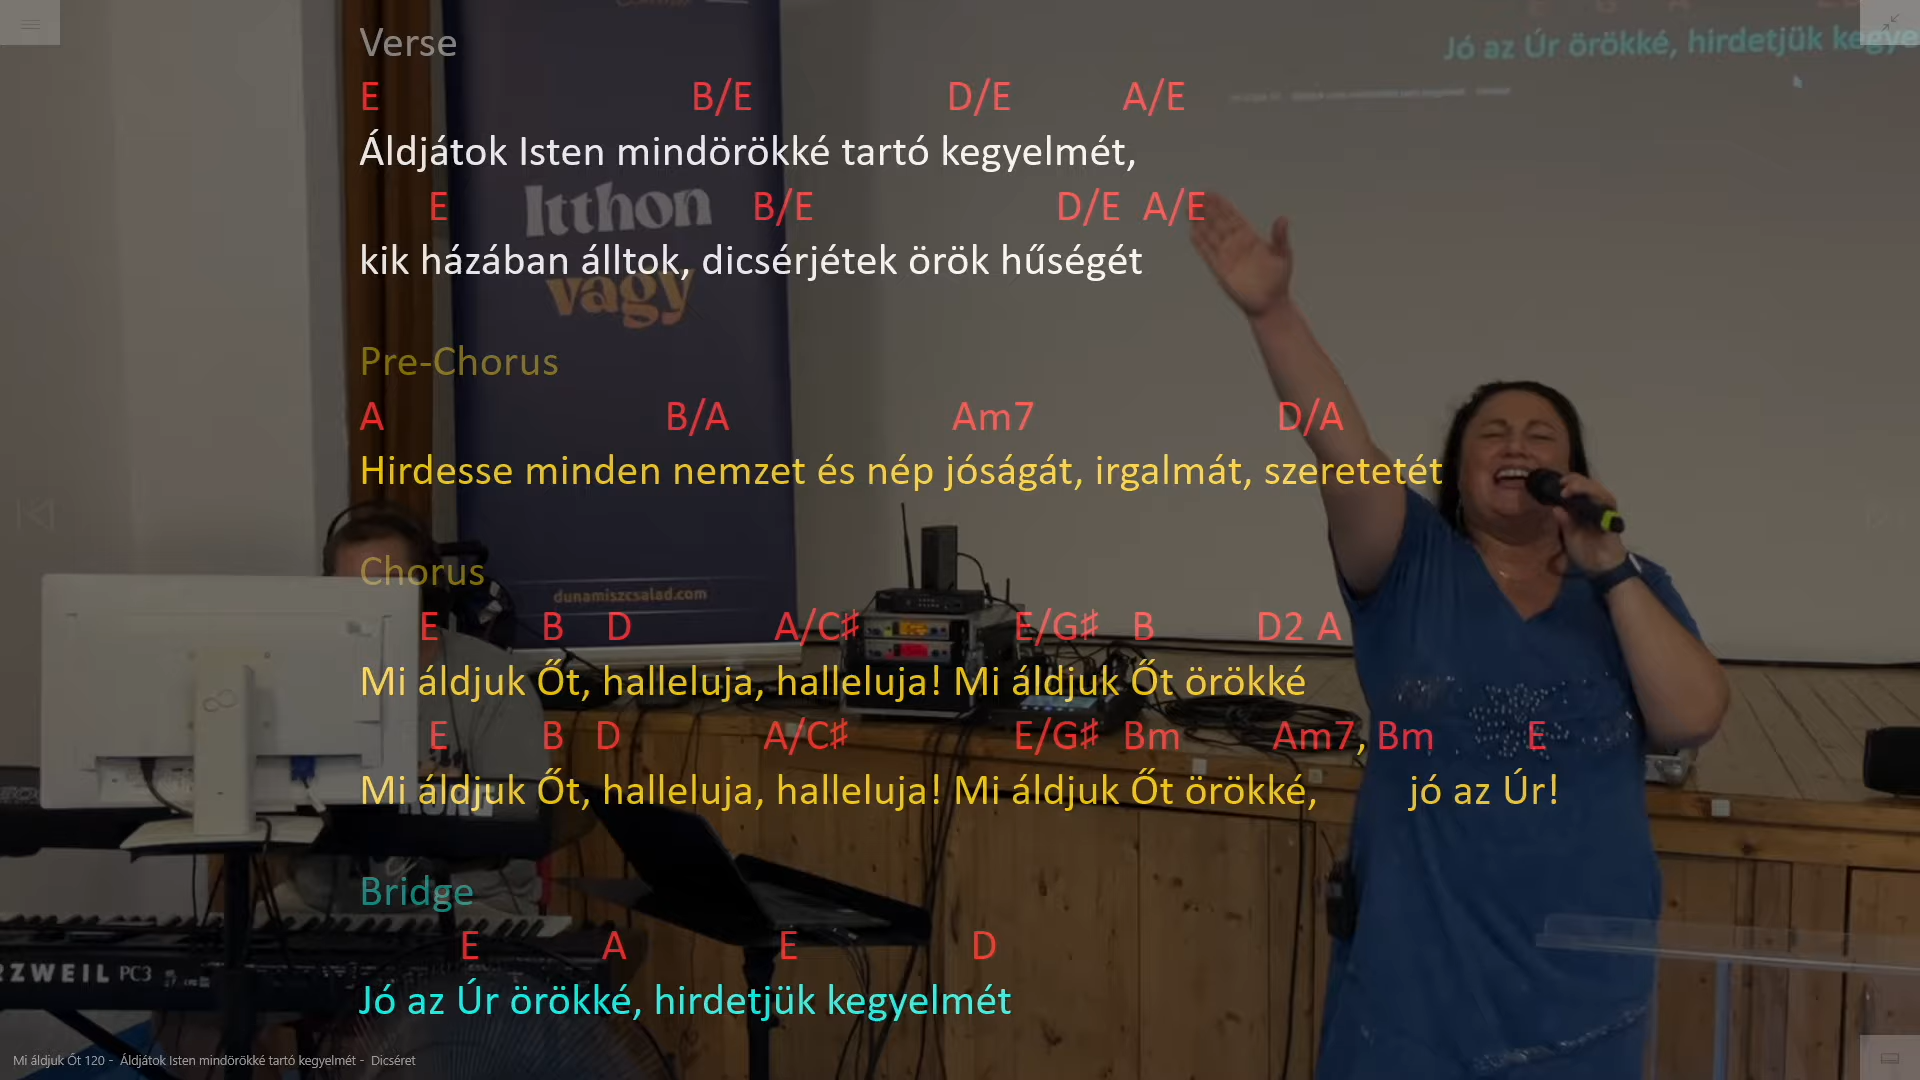 Verse
E B/E D/E A/E
Áldjátok Isten mindörökké tartó kegyelmét,
E B/E D/E A/E
kik házában álltok, dicsérjétek örök hűségét
Pre-Chorus
A B/A Am7 D/A
Hirdesse minden nemzet és nép jóságát, irgalmát, szeretetét
Chorus
E B D A/C♯ E/G♯ B D2 A
Mi áldjuk Őt, halleluja, halleluja! Mi áldjuk Őt örökké
E B D A/C♯ E/G♯ Bm Am7, Bm E
Mi áldjuk Őt, halleluja, halleluja! Mi áldjuk Őt örökké, jó az Úr!
Bridge
E A E D
Jó az Úr örökké, hirdetjük kegyelmét
Mi áldjuk Őt 120 - Áldjátok Isten mindörökké tartó kegyelmét - Dicséret
Jó az Úr örökké, hirdetjük kegye
Itthon
vagy
dunamiszcsalad.com
RZWEIL PC3